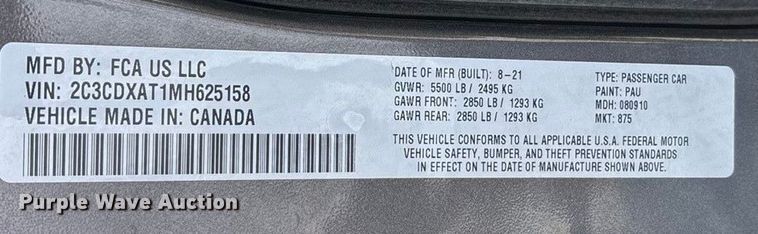 MFD BY: FCA US LLC
VIN: 2C3CDXAT1MH625158
VEHICLE MADE IN: CANADA
DATE OF MFR (BUILT): 8-21
GVWR: 5500 LB / 2495 KG
GAWR FRONT: 2850 LB / 1293 KG
GAWR REAR: 2850 LB / 1293 KG
TYPE: PASSENGER CAR
PAINT: PAU
MDH: 080910
MKT: 875
THIS VEHICLE CONFORMS TO ALL APPLICABLE U.S.A. FEDERAL MOTOR
VEHICLE SAFETY, BUMPER, AND THEFT PREVENTION STANDARDS
IN EFFECT ON THE DATE OF MANUFACTURE SHOWN ABOVE.
Purple Wave Auction